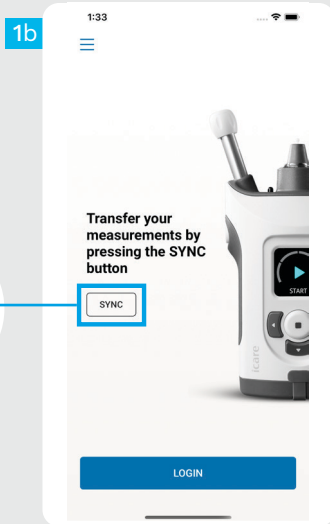 1b
1:33
Transfer your
measurements by
pressing the SYNC
button
SYNC
START
icare
LOGIN